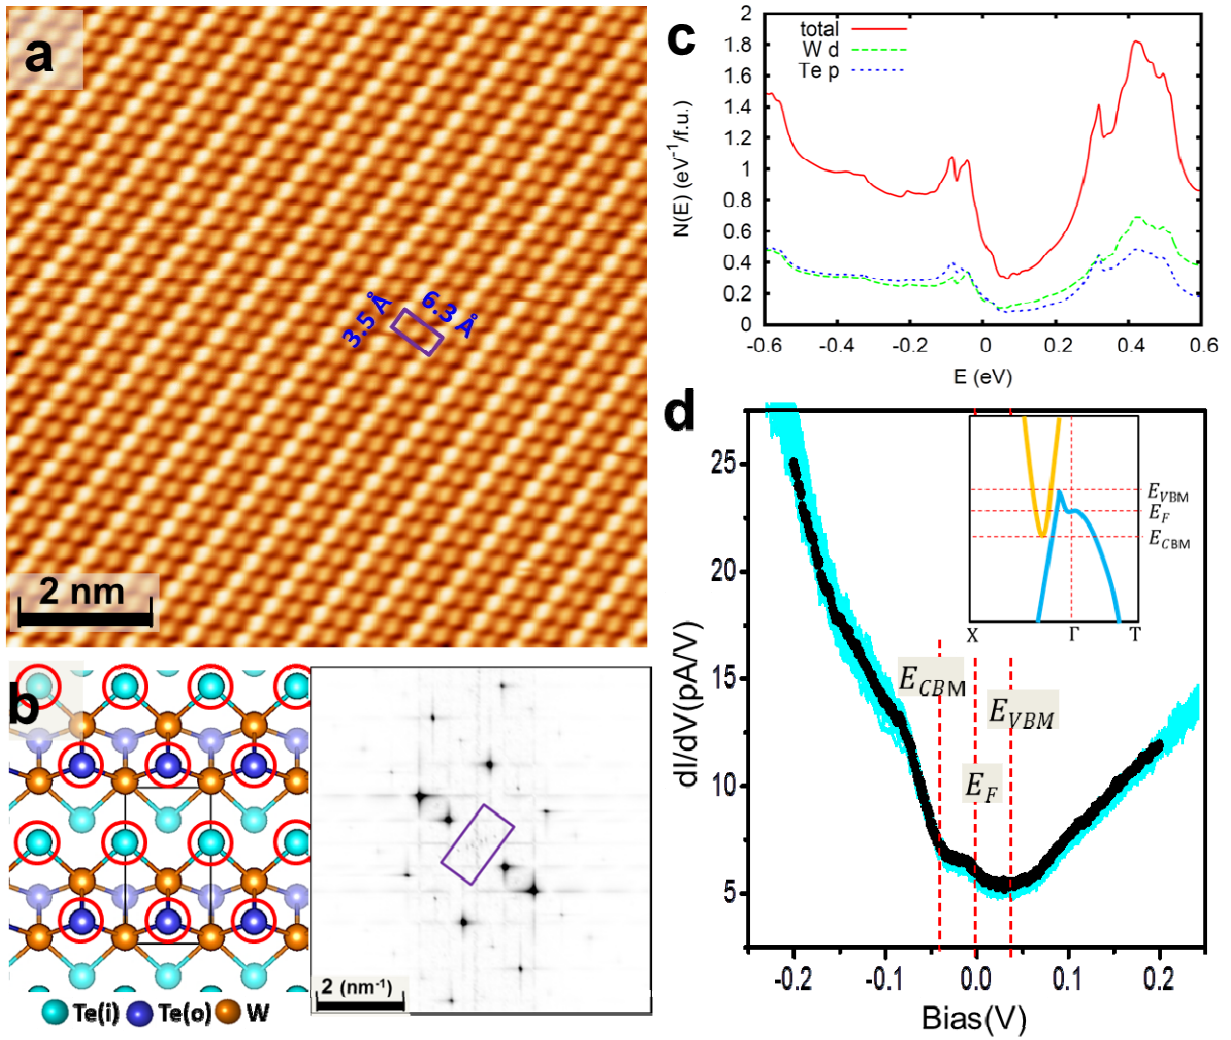 a
3.5 Å
6.3 Å
2 nm
b
Te(i)
Te(o)
W
2 (nm⁻¹)
c
total
W d
Te p
2
1.8
1.6
1.4
1.2
1
0.8
0.6
0.4
0.2
0
N(E) (eV⁻¹/f.u.)
-0.6
-0.4
-0.2
0
0.2
0.4
0.6
E (eV)
d
25
20
15
10
5
dI/dV(pA/V)
E_CBM
E_F
E_VBM
E_VBM
E_F
E_CBM
X
Γ
T
-0.2
-0.1
0.0
0.1
0.2
Bias(V)